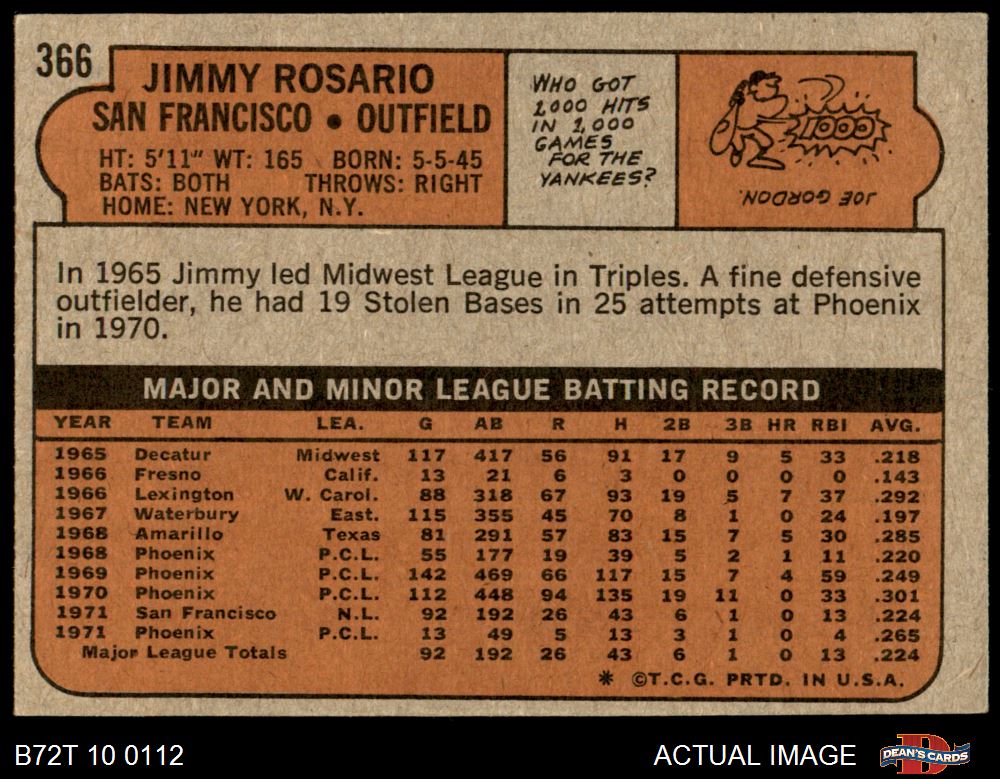 366
JIMMY ROSARIO
SAN FRANCISCO • OUTFIELD
HT: 5'11" WT: 165 BORN: 5-5-45
BATS: BOTH THROWS: RIGHT
HOME: NEW YORK, N.Y.
WHO GOT
1,000 HITS
IN 1,000
GAMES
FOR THE
YANKEES?
1000
JOE GORDON.
In 1965 Jimmy led Midwest League in Triples. A fine defensive
outfielder, he had 19 Stolen Bases in 25 attempts at Phoenix
in 1970.
MAJOR AND MINOR LEAGUE BATTING RECORD
YEAR TEAM LEA. G AB R H 2B 3B HR RBI AVG.
1965 Decatur Midwest 117 417 56 91 17 9 5 33 .218
1966 Fresno Calif. 13 21 6 3 0 0 0 0 .143
1966 Lexington W. Carol. 88 318 67 93 19 5 7 37 .292
1967 Waterbury East. 115 355 45 70 8 1 0 24 .197
1968 Amarillo Texas 81 291 57 83 15 7 5 30 .285
1968 Phoenix P.C.L. 55 177 19 39 5 2 1 11 .220
1969 Phoenix P.C.L. 142 469 66 117 15 7 4 59 .249
1970 Phoenix P.C.L. 112 448 94 135 19 11 0 33 .301
1971 San Francisco N.L. 92 192 26 43 6 1 0 13 .224
1971 Phoenix P.C.L. 13 49 5 13 3 1 0 4 .265
Major League Totals 92 192 26 43 6 1 0 13 .224
* ©T.C.G. PRTD. IN U.S.A.
B72T 10 0112
ACTUAL IMAGE
DEAN'S CARDS